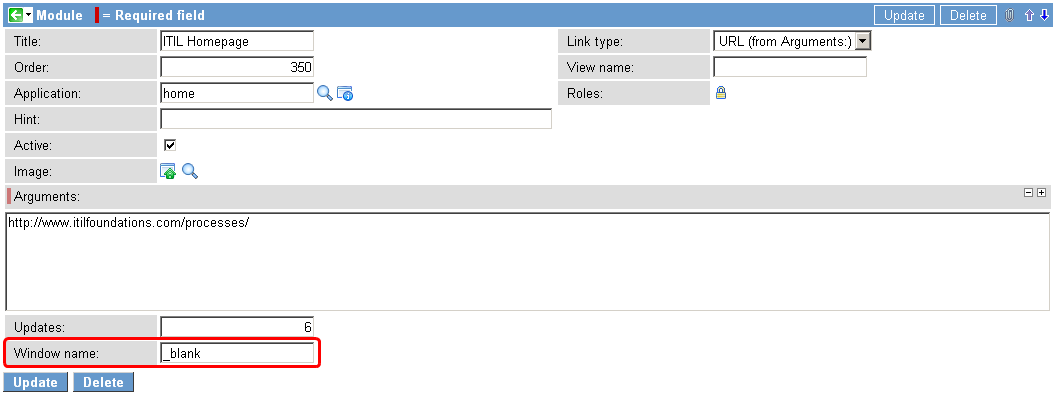 Module = Required field Update Delete
Title: ITIL Homepage Link type: URL (from Arguments:)
Order: 350 View name:
Application: home Roles:
Hint:
Active:
Image:
Arguments:
http://www.itilfoundations.com/processes/
Updates: 6
Window name: _blank
Update Delete